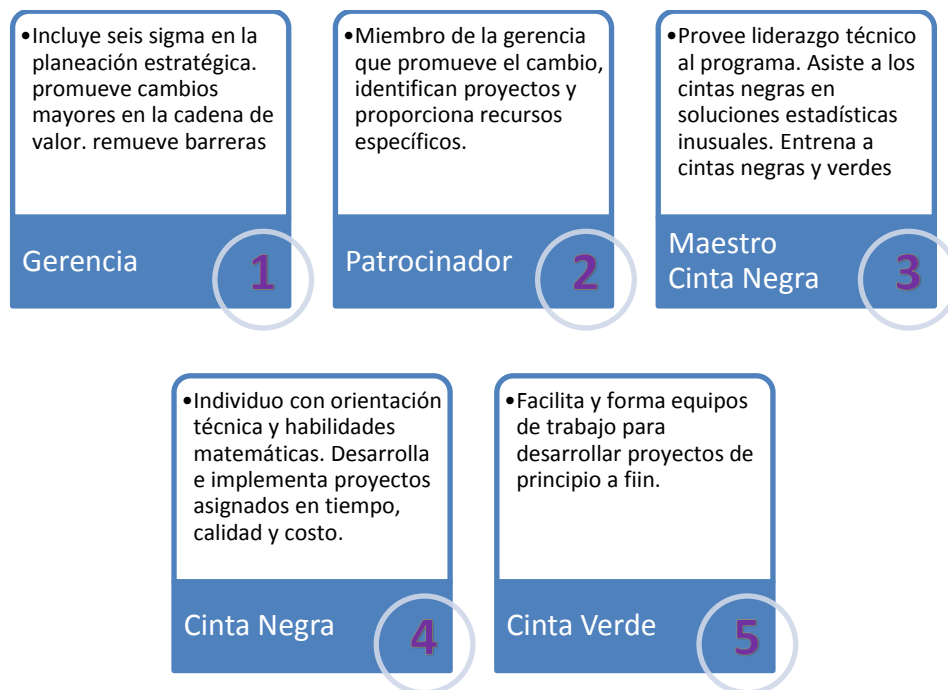 •Incluye seis sigma en la
planeación estratégica.
promueve cambios
mayores en la cadena de
valor. remueve barreras
Gerencia
1
•Miembro de la gerencia
que promueve el cambio,
identifican proyectos y
proporciona recursos
específicos.
Patrocinador
2
•Provee liderazgo técnico
al programa. Asiste a los
cintas negras en
soluciones estadísticas
inusuales. Entrena a
cintas negras y verdes
Maestro
Cinta Negra
3
•Individuo con orientación
técnica y habilidades
matemáticas. Desarrolla
e implementa proyectos
asignados en tiempo,
calidad y costo.
Cinta Negra
4
•Facilita y forma equipos
de trabajo para
desarrollar proyectos de
principio a fiin.
Cinta Verde
5